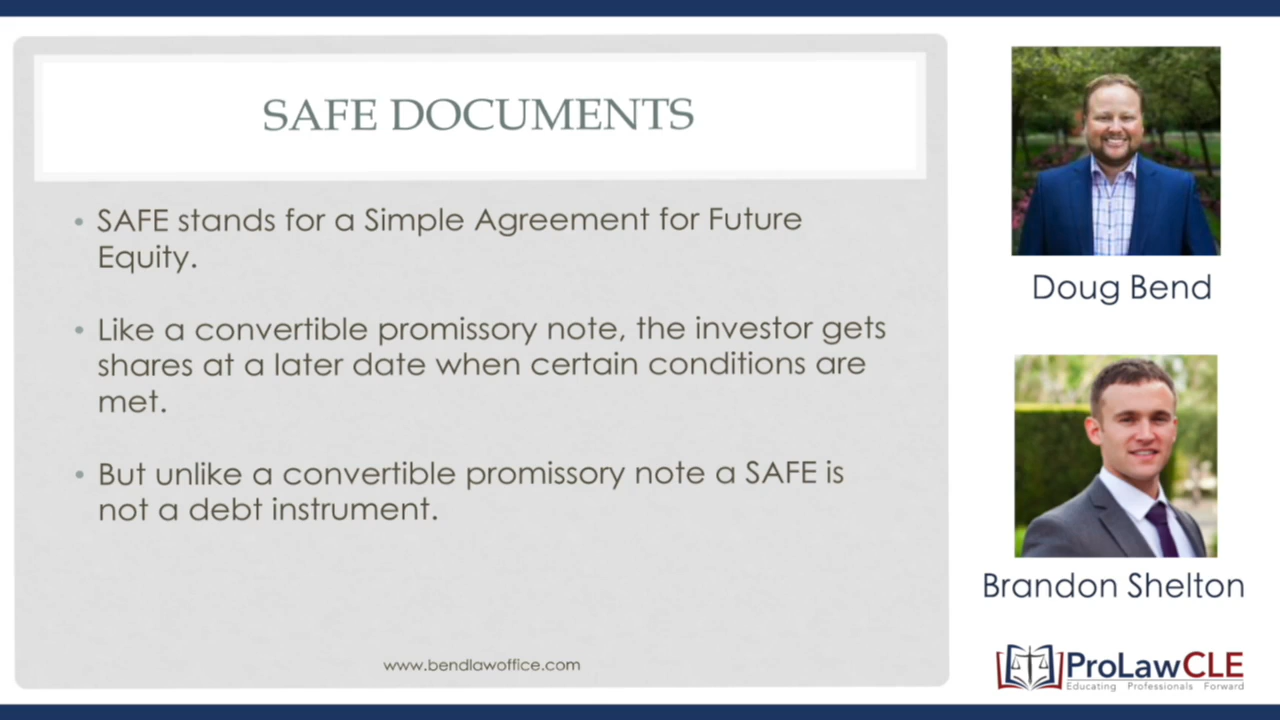 SAFE DOCUMENTS
• SAFE stands for a Simple Agreement for Future
Equity.
• Like a convertible promissory note, the investor gets
shares at a later date when certain conditions are
met.
• But unlike a convertible promissory note a SAFE is
not a debt instrument.
www.bendlawoffice.com
Doug Bend
Brandon Shelton
ProLawCLE
Educating Professionals Forward